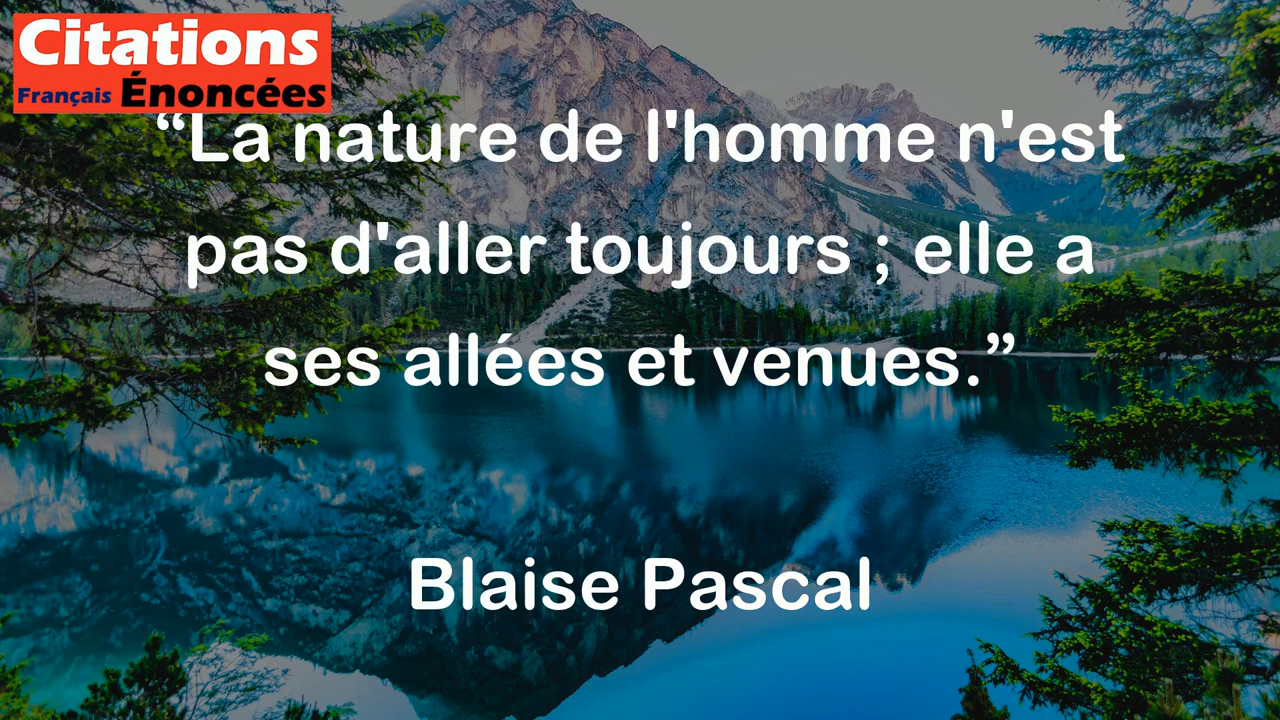 Citations
Français Énoncées
“La nature de l'homme n'est
pas d'aller toujours ; elle a
ses allées et venues.”
Blaise Pascal